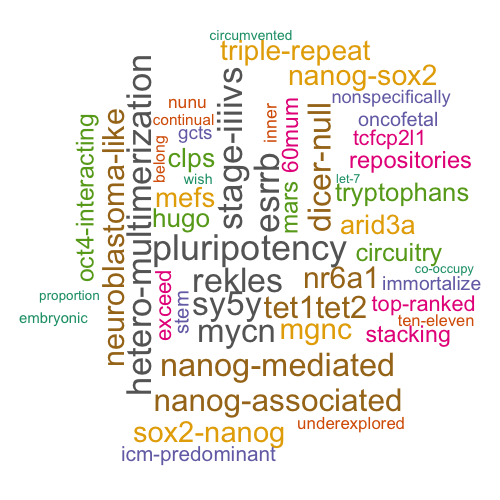 circumvented
triple-repeat
nanog-sox2
nonspecifically
oncofetal
tcfcp2l1
repositories
let-7
tryptophans
arid3a
circuitry
co-occupy
immortalize
top-ranked
ten-eleven
stacking
nunu
continual
gcts
belong
clps
wish
mefs
hugo
inner
60mum
mars
dicer-null
esrrb
stage-iiiivs
hetero-multimerization
neuroblastoma-like
oct4-interacting
pluripotency
rekles
nr6a1
sy5y
tet1tet2
mycn
mgnc
exceed
stem
proportion
embryonic
nanog-mediated
nanog-associated
sox2-nanog
underexplored
icm-predominant